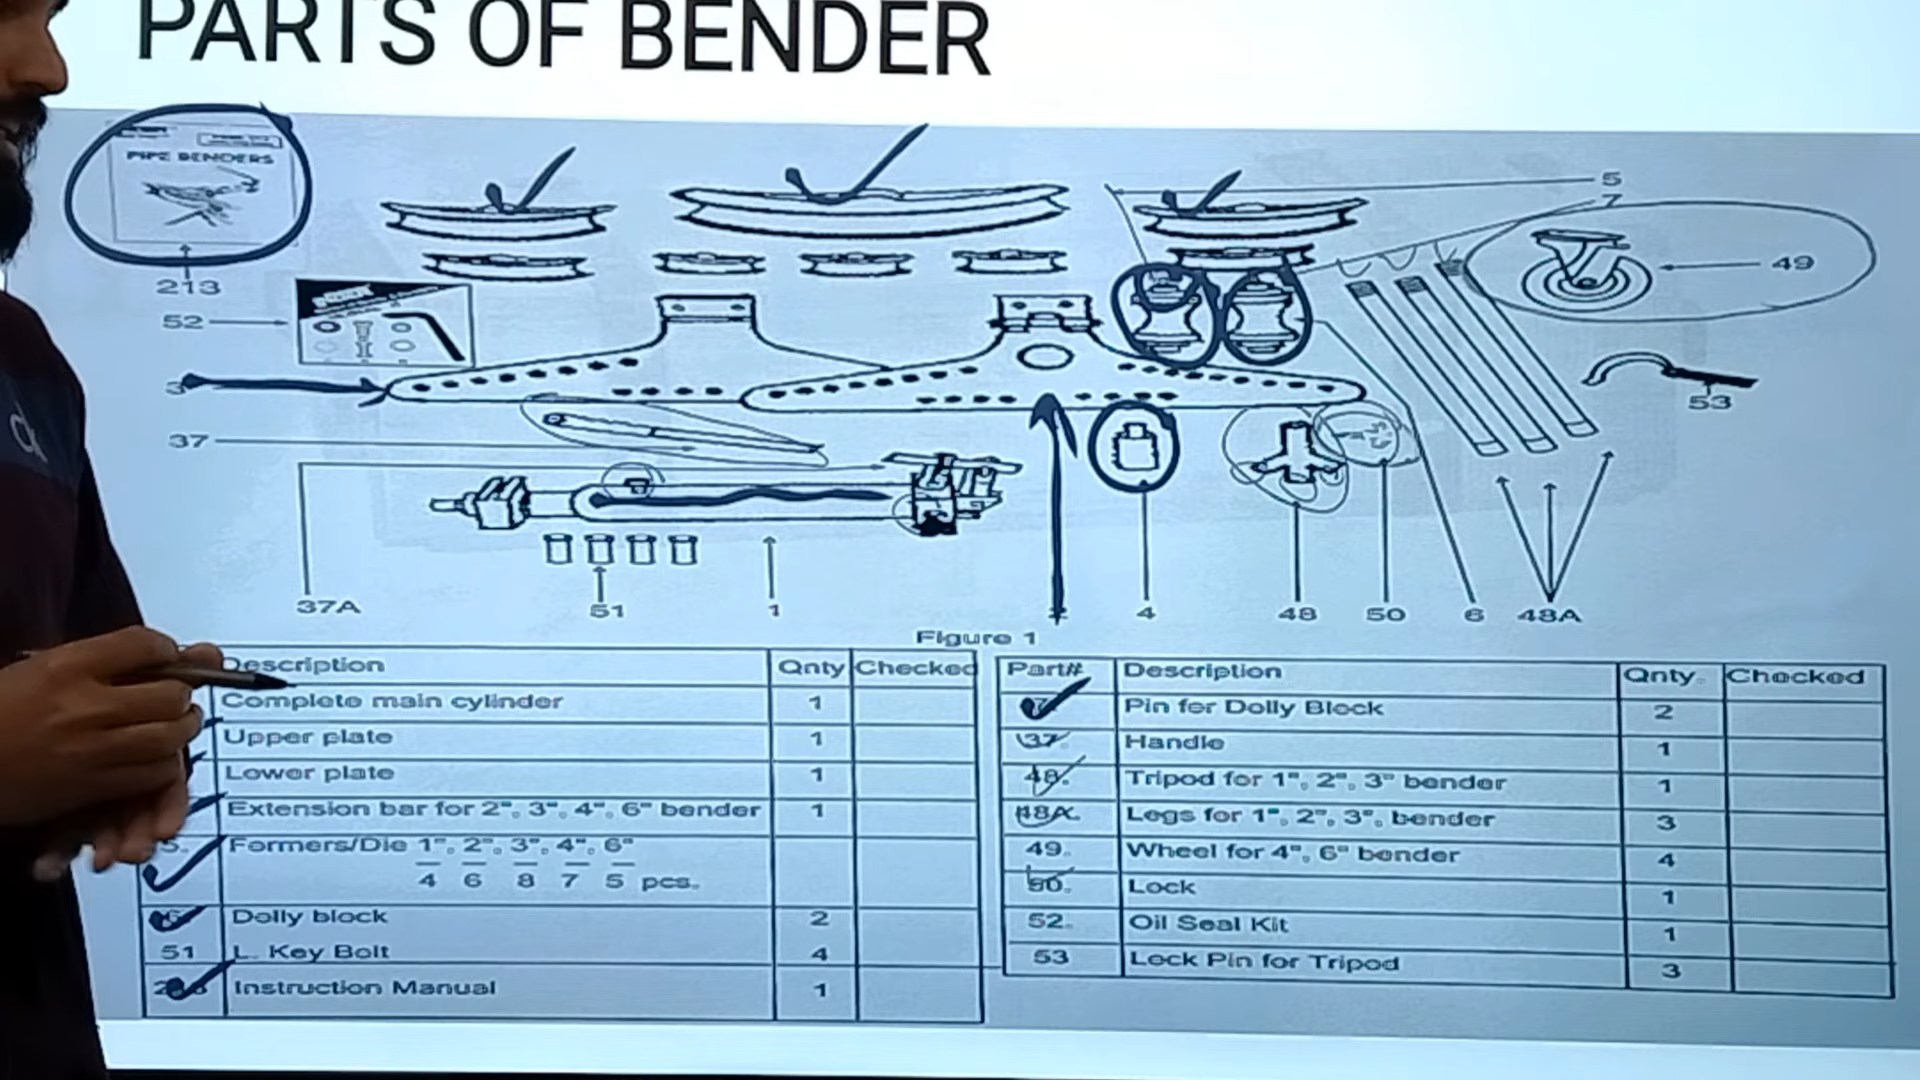 PARTS OF BENDER
PIPE BENDERS
213
52
3
37
37A
51
1
4
48
50
6
48A
5
7
49
53
Figure 1
Description Qnty Checked
Complete main cylinder 1
Upper plate 1
Lower plate 1
Extension bar for 2", 3", 4", 6" bender 1
5. Formers/Die 1", 2", 3", 4", 6"
4 6 8 7 5 pcs.
6 Dolly block 2
51 L. Key Bolt 4
Instruction Manual 1
Part# Description Qnty. Checked
Pin for Dolly Block 2
37. Handle 1
48. Tripod for 1", 2", 3" bender 1
48A. Legs for 1", 2", 3", bender 3
49. Wheel for 4", 6" bender 4
50. Lock 1
52. Oil Seal Kit 1
53 Lock Pin for Tripod 3